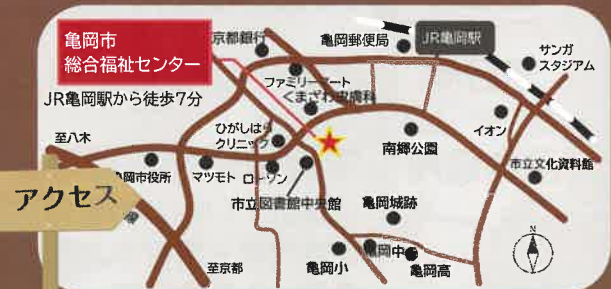 亀岡市
総合福祉センター
JR亀岡駅から徒歩7分
京都銀行
亀岡郵便局
JR亀岡駅
サンガ
スタジアム
ファミリーマート
くまざわ皮膚科
至八木
ひがしはら
クリニック
南郷公園
イオン
亀岡市役所
マツモト
ローソン
市立文化資料館
アクセス
市立図書館中央館
亀岡城跡
至京都
亀岡小
亀岡中
亀岡高
N